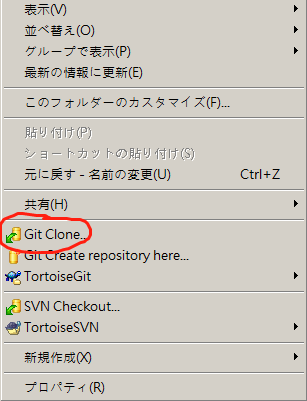 表示(V)
並べ替え(O)
グループで表示(P)
最新の情報に更新(E)
このフォルダーのカスタマイズ(F)...
貼り付け(P)
ショートカットの貼り付け(S)
元に戻す - 名前の変更(U) Ctrl+Z
共有(H)
Git Clone...
Git Create repository here...
TortoiseGit
SVN Checkout...
TortoiseSVN
新規作成(X)
プロパティ(R)